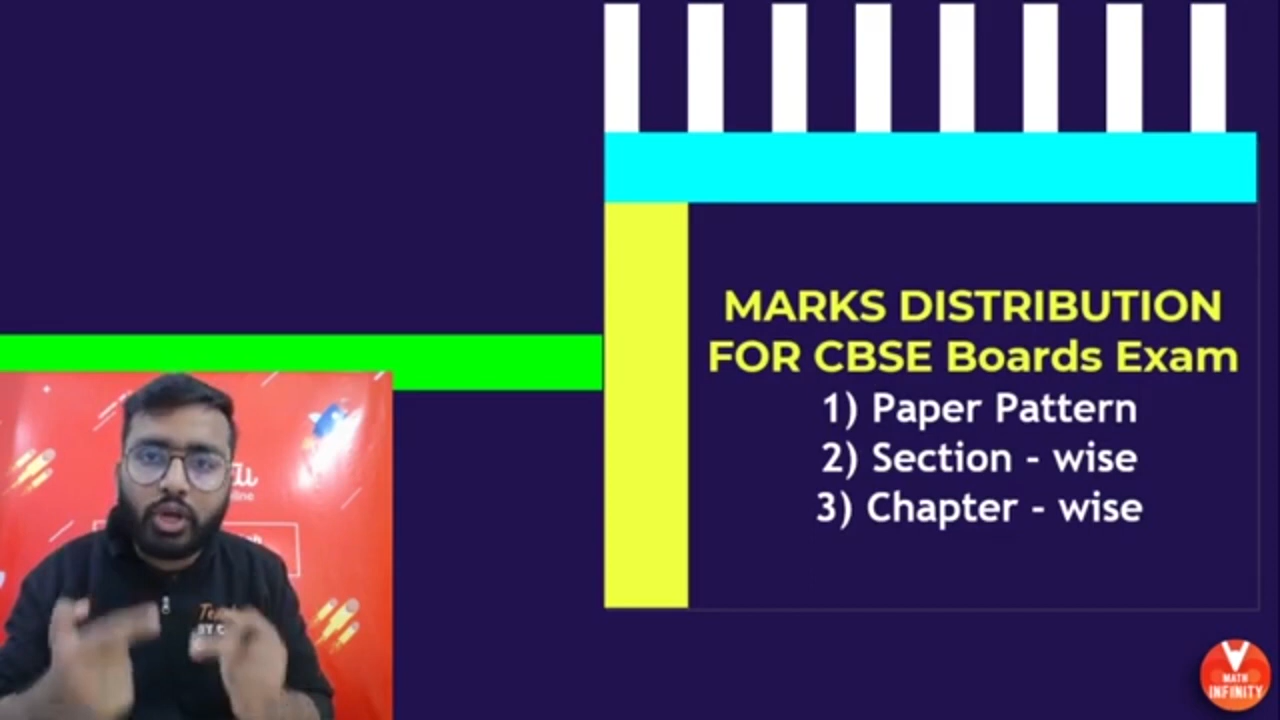 MARKS DISTRIBUTION
FOR CBSE Boards Exam
1) Paper Pattern
2) Section - wise
3) Chapter - wise
MATH
INFINITY